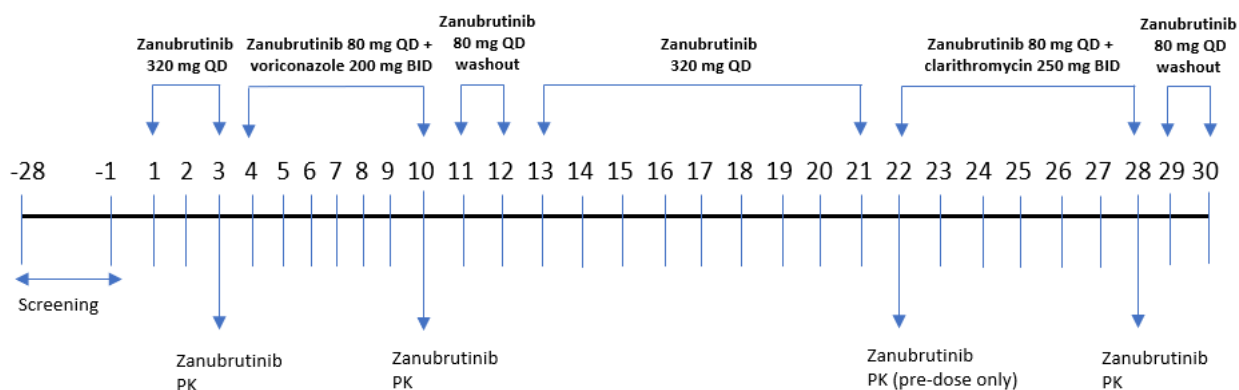 Zanubrutinib
320 mg QD
Zanubrutinib 80 mg QD +
voriconazole 200 mg BID
Zanubrutinib
80 mg QD
washout
Zanubrutinib
320 mg QD
Zanubrutinib 80 mg QD +
clarithromycin 250 mg BID
Zanubrutinib
80 mg QD
washout
-28 -1 1 2 3 4 5 6 7 8 9 10 11 12 13 14 15 16 17 18 19 20 21 22 23 24 25 26 27 28 29 30
Screening
Zanubrutinib
PK
Zanubrutinib
PK
Zanubrutinib
PK (pre-dose only)
Zanubrutinib
PK